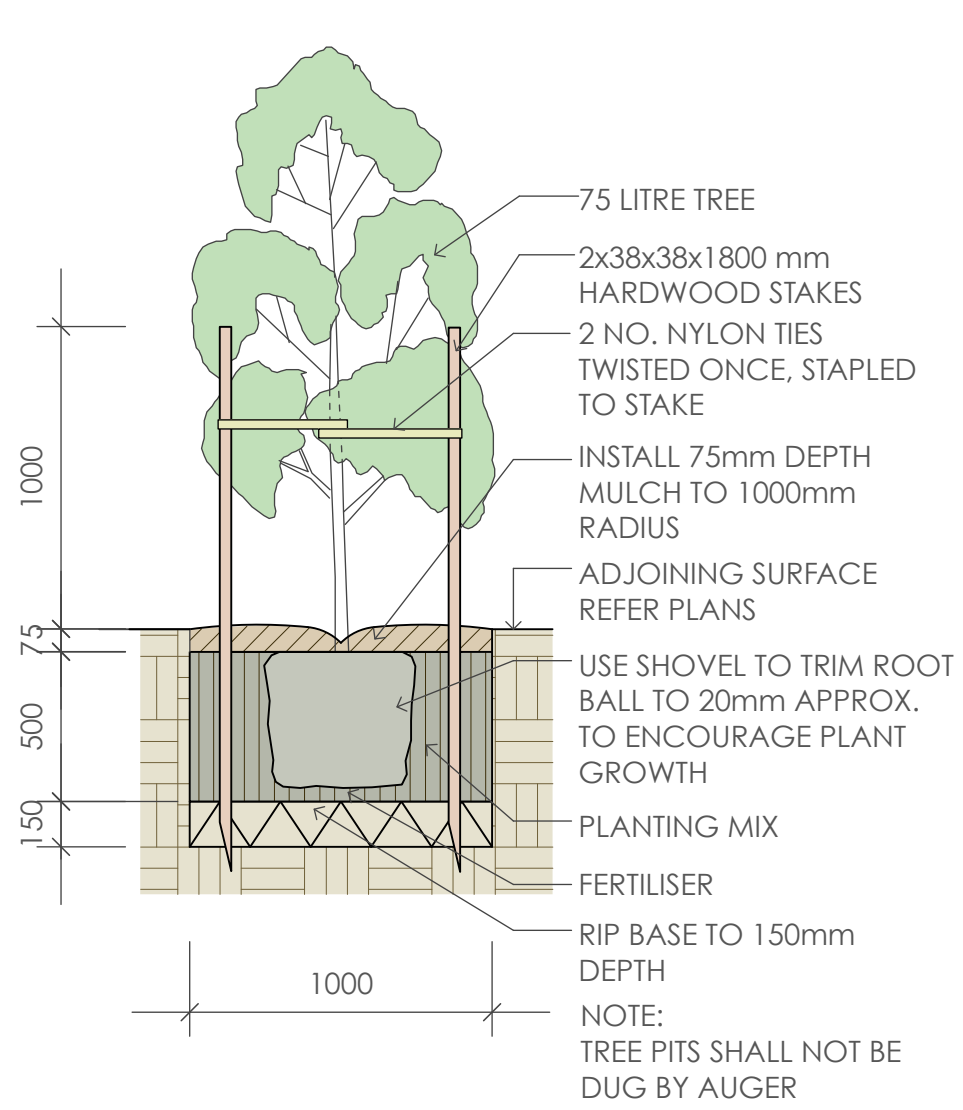 75 LITRE TREE
2x38x38x1800 mm
HARDWOOD STAKES
2 NO. NYLON TIES
TWISTED ONCE, STAPLED
TO STAKE
INSTALL 75mm DEPTH
MULCH TO 1000mm
RADIUS
ADJOINING SURFACE
REFER PLANS
USE SHOVEL TO TRIM ROOT
BALL TO 20mm APPROX.
TO ENCOURAGE PLANT
GROWTH
PLANTING MIX
FERTILISER
RIP BASE TO 150mm
DEPTH
NOTE:
TREE PITS SHALL NOT BE
DUG BY AUGER
1000
75
500
150
1000